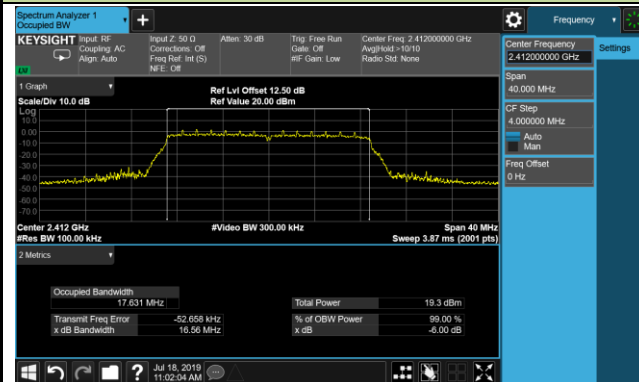 Spectrum Analyzer 1
Occupied BW
Frequency
KEYSIGHT
Input: RF
Coupling: AC
Align: Auto
Input Z: 50 Ω
Corrections: Off
Freq Ref: Int (S)
NFE: Off
Atten: 30 dB
Trig: Free Run
Gate: Off
#IF Gain: Low
Center Freq: 2.412000000 GHz
Avg|Hold:>10/10
Radio Std: None
LXI
Center Frequency
2.412000000 GHz
Settings
Span
40.000 MHz
CF Step
4.000000 MHz
Auto
Man
Freq Offset
0 Hz
1 Graph
Scale/Div 10.0 dB
Ref Lvl Offset 12.50 dB
Ref Value 20.00 dBm
Log
10.0
0.00
-10.0
-20.0
-30.0
-40.0
-50.0
-60.0
-70.0
Center 2.412 GHz
#Video BW 300.00 kHz
Span 40 MHz
#Res BW 100.00 kHz
Sweep 3.87 ms (2001 pts)
2 Metrics
Occupied Bandwidth
17.631 MHz
Total Power
19.3 dBm
Transmit Freq Error
-52.658 kHz
% of OBW Power
99.00 %
x dB Bandwidth
16.56 MHz
x dB
-6.00 dB
Jul 18, 2019
11:02:04 AM